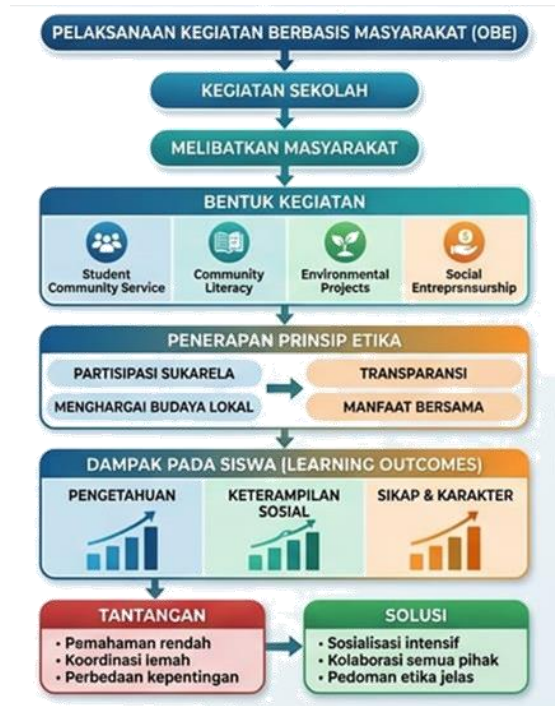 PELAKSANAAN KEGIATAN BERBASIS MASYARAKAT (OBE)
KEGIATAN SEKOLAH
MELIBATKAN MASYARAKAT
BENTUK KEGIATAN
Student
Community Service
Community
Literacy
Environmental
Projects
Social
Entreprsnsurship
PENERAPAN PRINSIP ETIKA
PARTISIPASI SUKARELA
TRANSPARANSI
MENGHARGAI BUDAYA LOKAL
MANFAAT BERSAMA
DAMPAK PADA SISWA (LEARNING OUTCOMES)
PENGETAHUAN
KETERAMPILAN
SOSIAL
SIKAP & KARAKTER
TANTANGAN
• Pemahaman rendah
• Koordinasi lemah
• Perbedaan kepentingan
SOLUSI
• Sosialisasi intensif
• Kolaborasi semua pihak
• Pedoman etika jelas